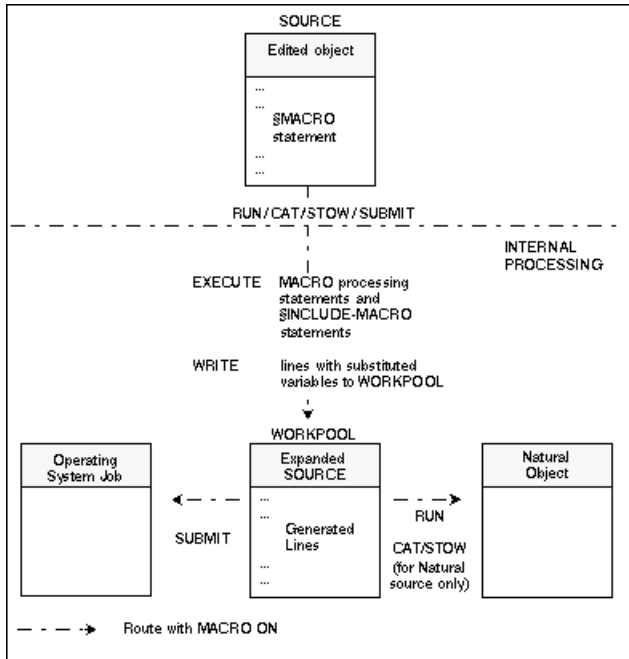 SOURCE
Edited object
...
...
§MACRO
statement
...
...
RUN/CAT/STOW/SUBMIT
INTERNAL
PROCESSING
EXECUTE MACRO processing
statements and
§INCLUDE-MACRO
statements
WRITE lines with substituted
variables to WORKPOOL
WORKPOOL
Operating
System Job
Expanded
SOURCE
Natural
Object
...
...
Generated
Lines
...
...
SUBMIT
RUN
CAT/STOW
(for Natural
source only)
Route with MACRO ON